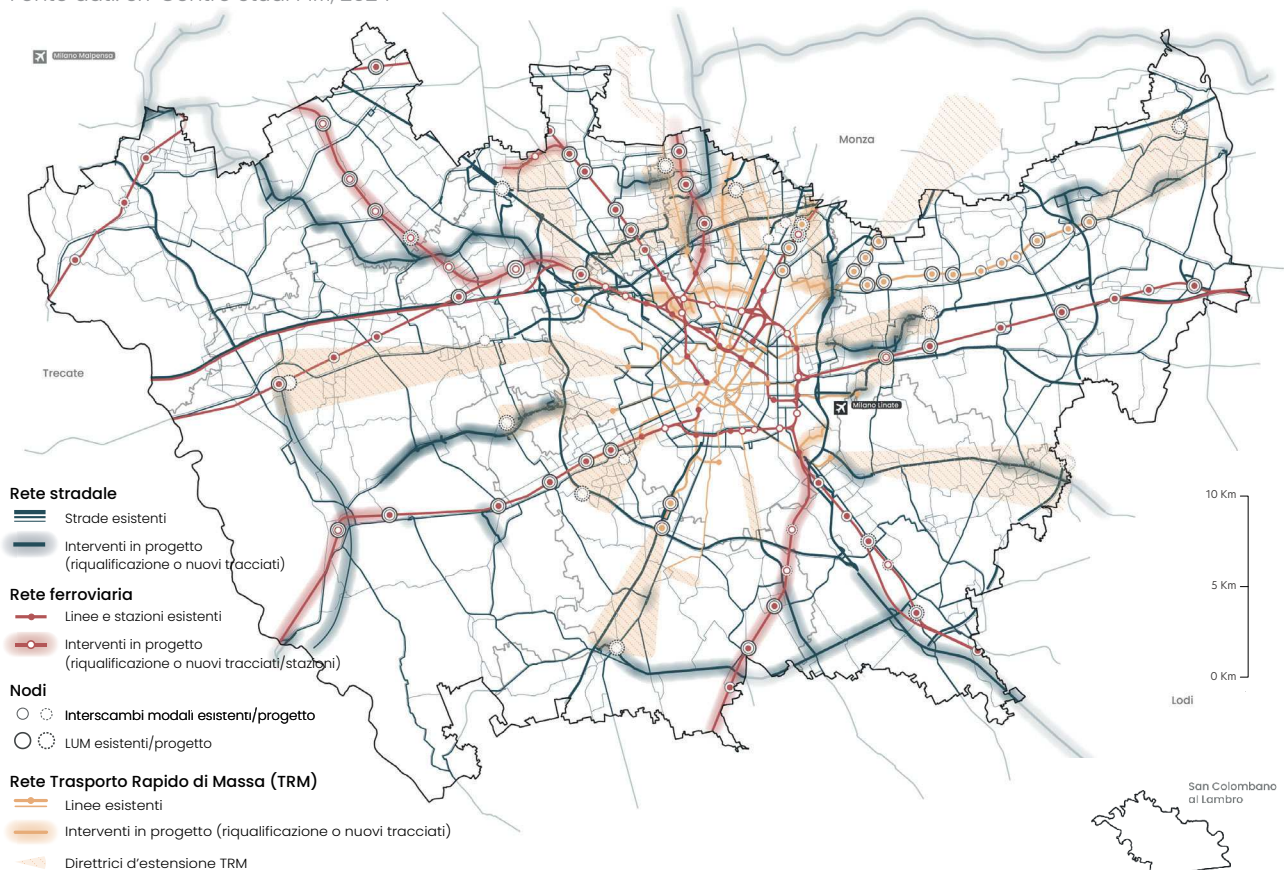 Milano Malpensa
Monza
Trecate
Milano Linate
Rete stradale
Strade esistenti
Interventi in progetto
(riqualificazione o nuovi tracciati)
Rete ferroviaria
Linee e stazioni esistenti
Interventi in progetto
(riqualificazione o nuovi tracciati/stazioni)
Nodi
Interscambi modali esistenti/progetto
LUM esistenti/progetto
Rete Trasporto Rapido di Massa (TRM)
Linee esistenti
Interventi in progetto (riqualificazione o nuovi tracciati)
Direttrici d'estensione TRM
10 Km
5 Km
0 Km
Lodi
San Colombano
al Lambro